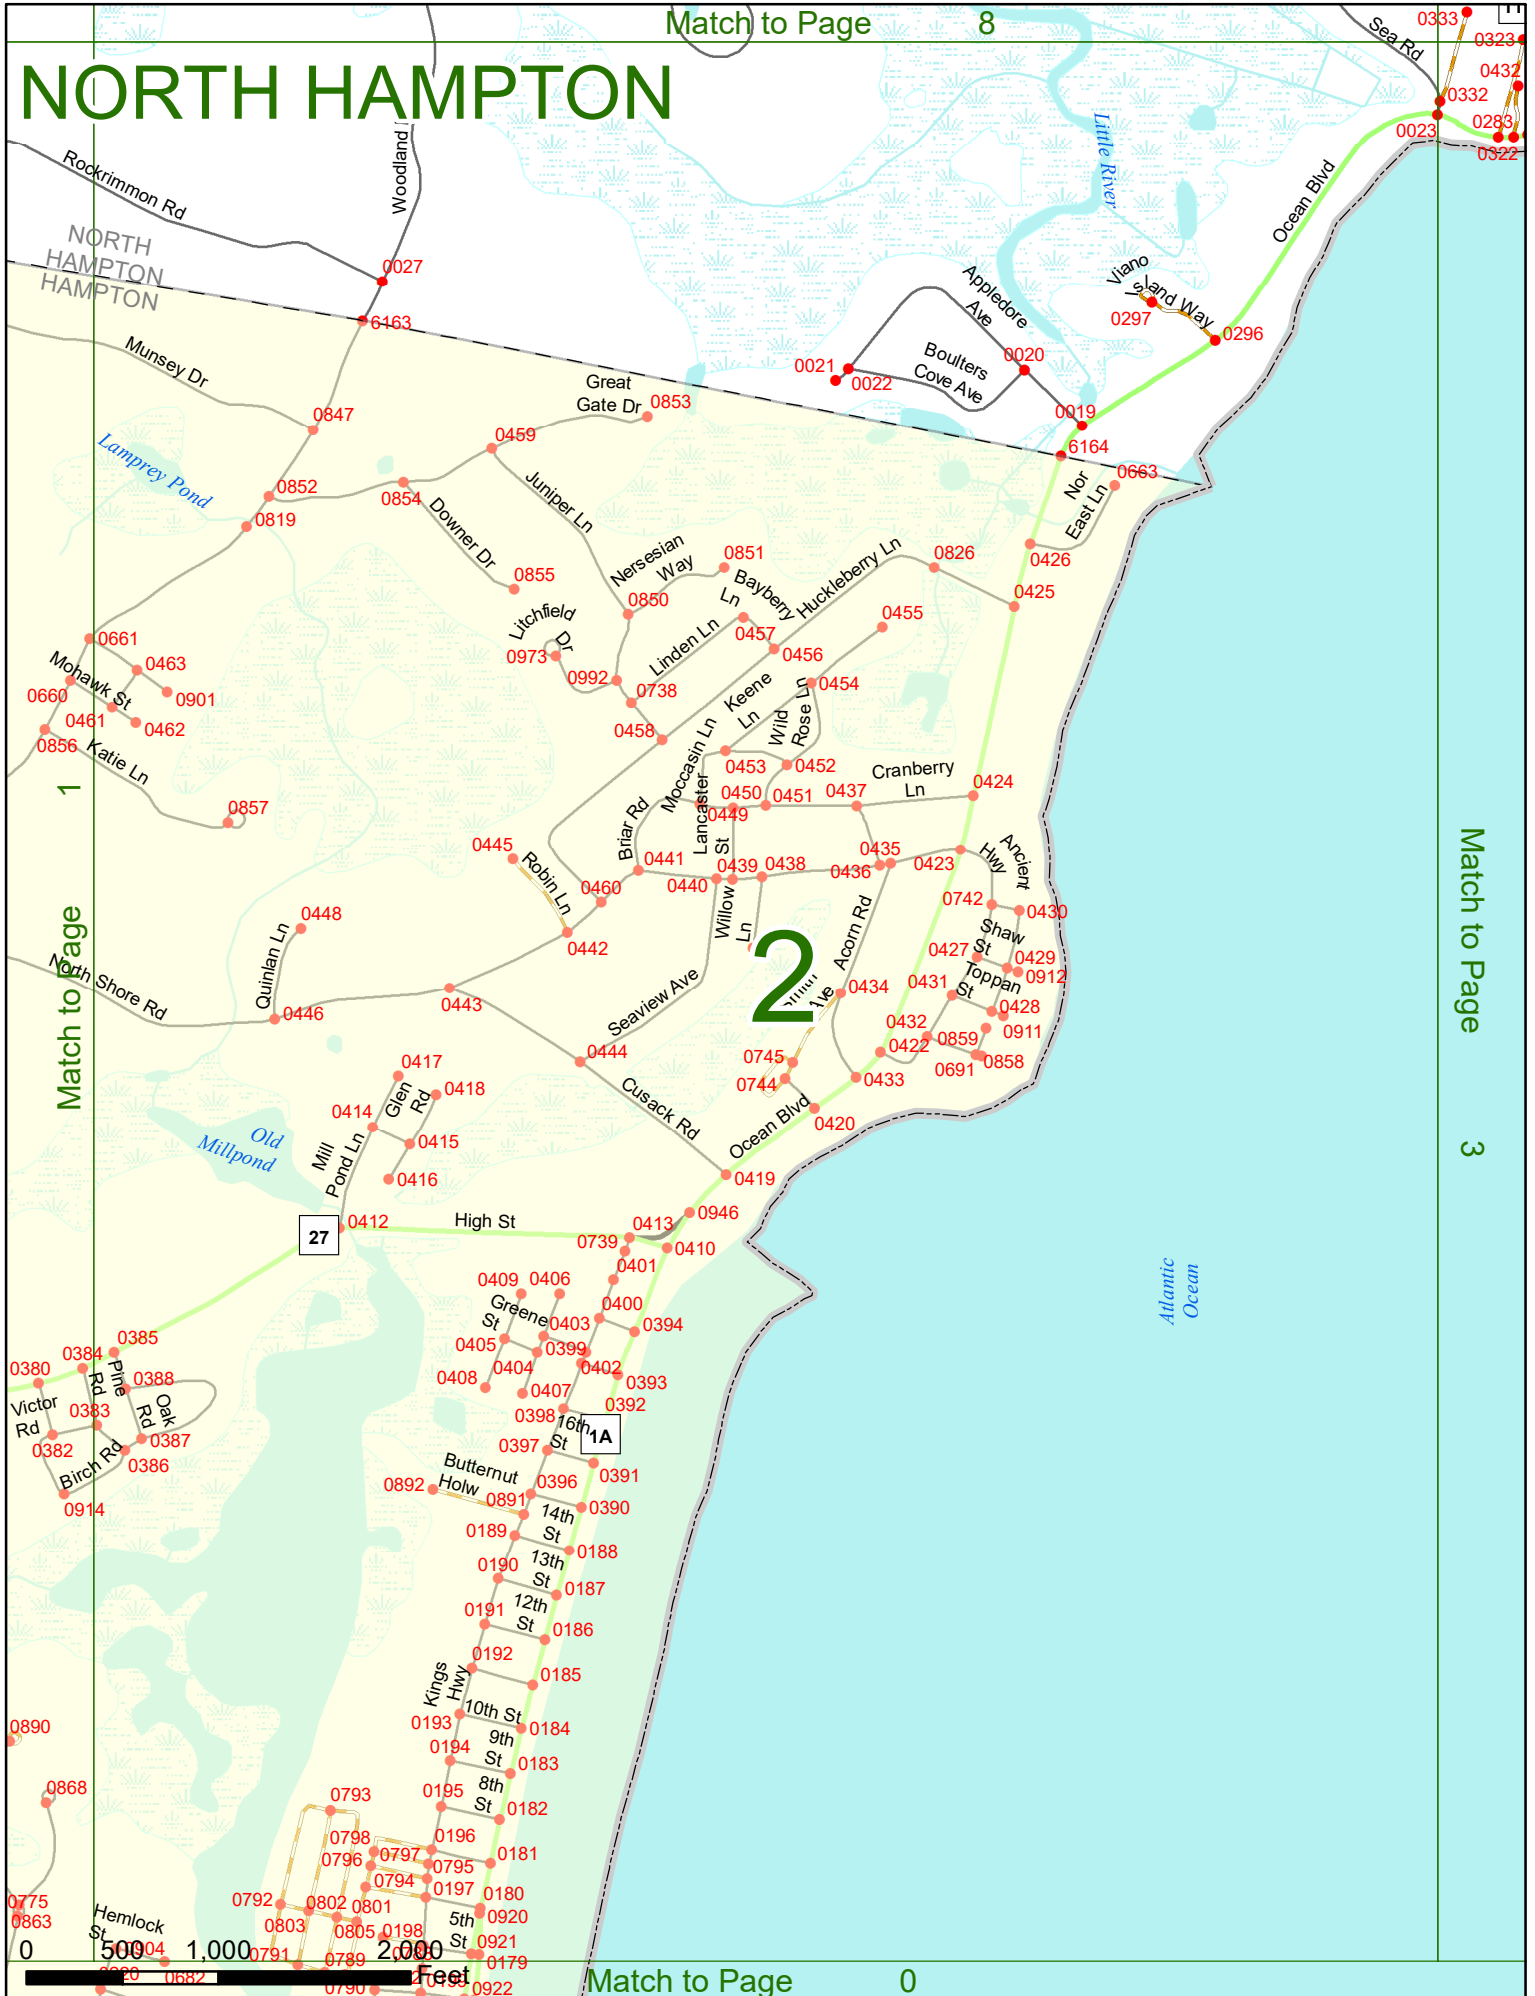 Match to Page 8
NORTH HAMPTON
Sea Rd
0333
0323
0432
0332
0023
0283
0322
Little River
Ocean Blvd
Rockrimmon Rd
Woodland
NORTH
HAMPTON
HAMPTON
0027
6163
Munsey Dr
Appledore
Ave
Viano
Island Way
0297
0296
Boulters
Cove Ave
0021
0022
0020
0019
6164
0663
Great
Gate Dr
0853
0847
0459
Lamprey Pond
0852
0854
0819
Juniper Ln
Downer Dr
0855
Nor
East Ln
0426
Nersesian
Way
0851
Bayberry
Ln
Huckleberry Ln
0826
0425
0850
0455
Litchfield
Dr
0973
0992
Linden Ln
0457
0456
0661
0463
Mohawk St
0660
0901
0461
0462
0856
Katie Ln
0738
0458
Keene
Ln
0454
Wild
Rose Ln
Moccasin Ln
0453
0452
Cranberry
Ln
0424
1
Match to Page
0857
Briar Rd
Lancaster
St
0450
0451
0449
0437
0445
Robin Ln
0441
0439
0438
0440
0435
0436
0423
Ancient
Hwy
0460
Willow
Ln
0742
0430
0448
Quinlan Ln
0442
Acorn Rd
Shaw
St
0427
0429
0912
North Shore Rd
2
Ave
0434
0431
Toppan
St
0428
0911
0446
0443
Seaview Ave
0432
0859
0422
0858
0691
Match to Page
3
0444
0745
0744
0433
0417
Glen
Rd
0418
0414
0415
Mill
Pond Ln
0416
Old
Millpond
Cusack Rd
Ocean Blvd
0420
0419
0412
27
High St
0413
0946
0739
0410
0401
Atlantic
Ocean
0409
0406
Greene
St
0400
0403
0394
0405
0399
0404
0402
0393
0408
0407
0385
0384
0380
Pine
Rd
0388
Oak
Rd
Victor
Rd
0383
0382
0387
0386
Birch Rd
0914
0392
0398
16th
St
1A
0397
0391
Butternut
Holw
0892
0396
0891
0390
14th
St
0189
0188
13th
St
0190
0187
12th
St
0191
0186
0192
0185
Kings
Hwy
10th St
0193
0184
9th
St
0194
0183
8th
St
0195
0182
0890
0868
0793
0798
0196
0797
0796
0795
0181
0794
0197
0792
0802
0801
0180
0920
0803
0805
0198
5th
St
0775
0863
Hemlock
St
0904
0921
0791
0789
0179
0682
0790
0922
0 500 1,000 2,000
Feet
Match to Page 0